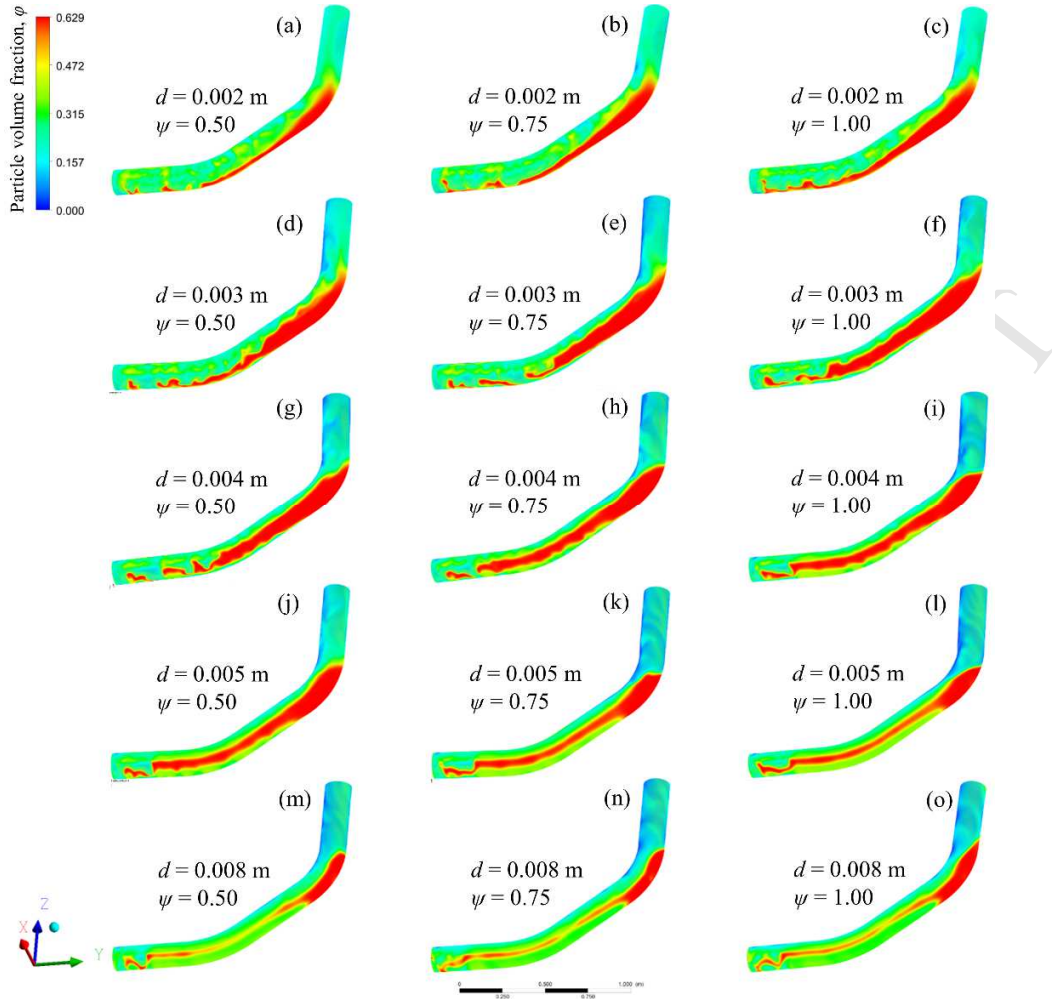 Particle volume fraction, φ
0.629
0.472
0.315
0.157
0.000
(a)
d = 0.002 m
ψ = 0.50
(b)
d = 0.002 m
ψ = 0.75
(c)
d = 0.002 m
ψ = 1.00
(d)
d = 0.003 m
ψ = 0.50
(e)
d = 0.003 m
ψ = 0.75
(f)
d = 0.003 m
ψ = 1.00
(g)
d = 0.004 m
ψ = 0.50
(h)
d = 0.004 m
ψ = 0.75
(i)
d = 0.004 m
ψ = 1.00
(j)
d = 0.005 m
ψ = 0.50
(k)
d = 0.005 m
ψ = 0.75
(l)
d = 0.005 m
ψ = 1.00
(m)
d = 0.008 m
ψ = 0.50
(n)
d = 0.008 m
ψ = 0.75
(o)
d = 0.008 m
ψ = 1.00
Z
X
Y
0 0.500 1.000 (m)
0.250 0.750